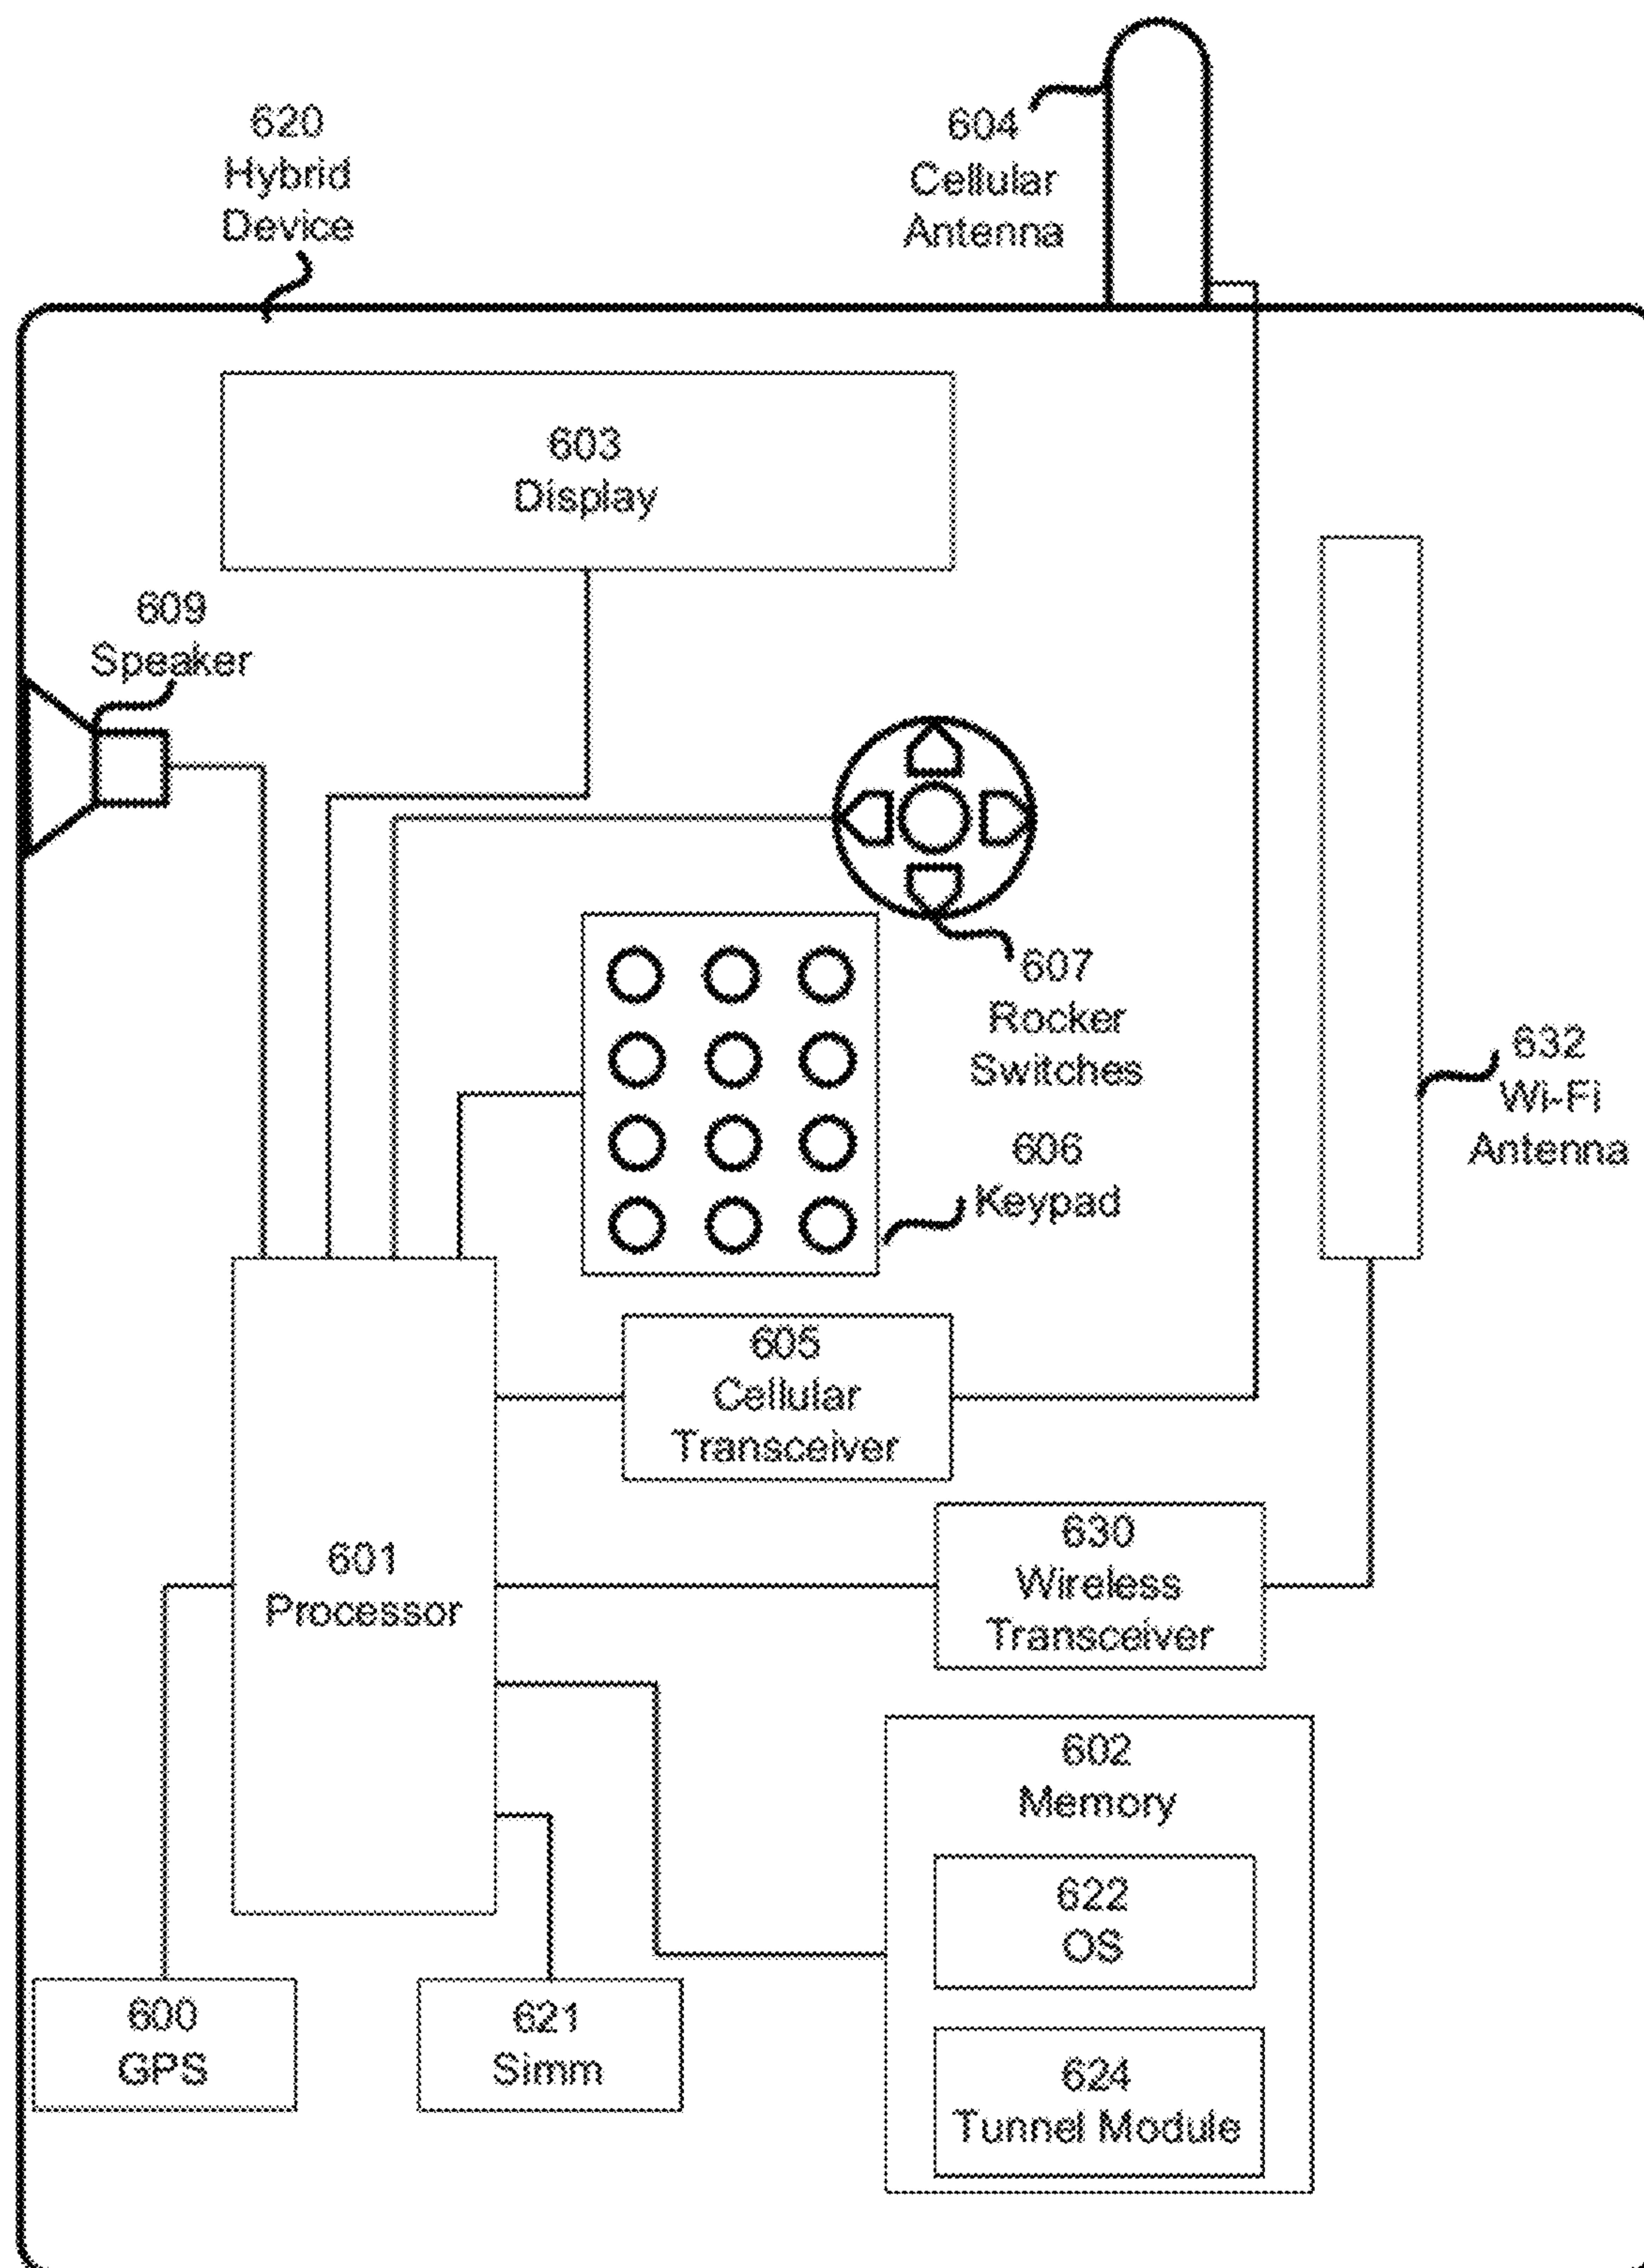 620
Hybrid
Device
604
Cellular
Antenna
603
Display
609
Speaker
607
Rocker
Switches
632
Wi-Fi
Antenna
606
Keypad
605
Cellular
Transceiver
630
Wireless
Transceiver
601
Processor
602
Memory
622
OS
600
GPS
621
Simm
624
Tunnel Module